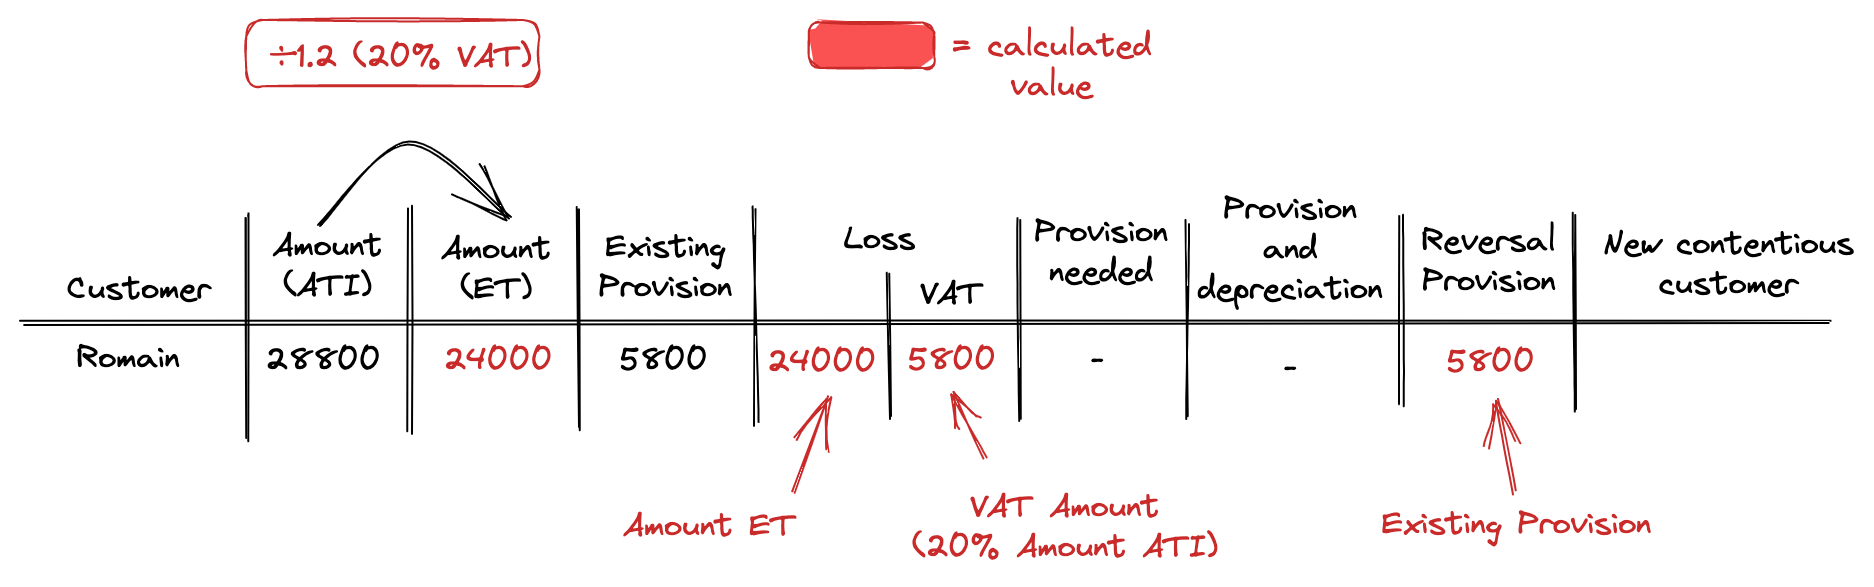 ÷1.2 (20% VAT)
= calculated
value
Customer
Amount
(ATI)
Amount
(ET)
Existing
Provision
Loss
VAT
Provision
needed
Provision
and
depreciation
Reversal
Provision
New contentious
customer
Romain
28800
24000
5800
24000
5800
-
-
5800
Amount ET
VAT Amount
(20% Amount ATI)
Existing Provision